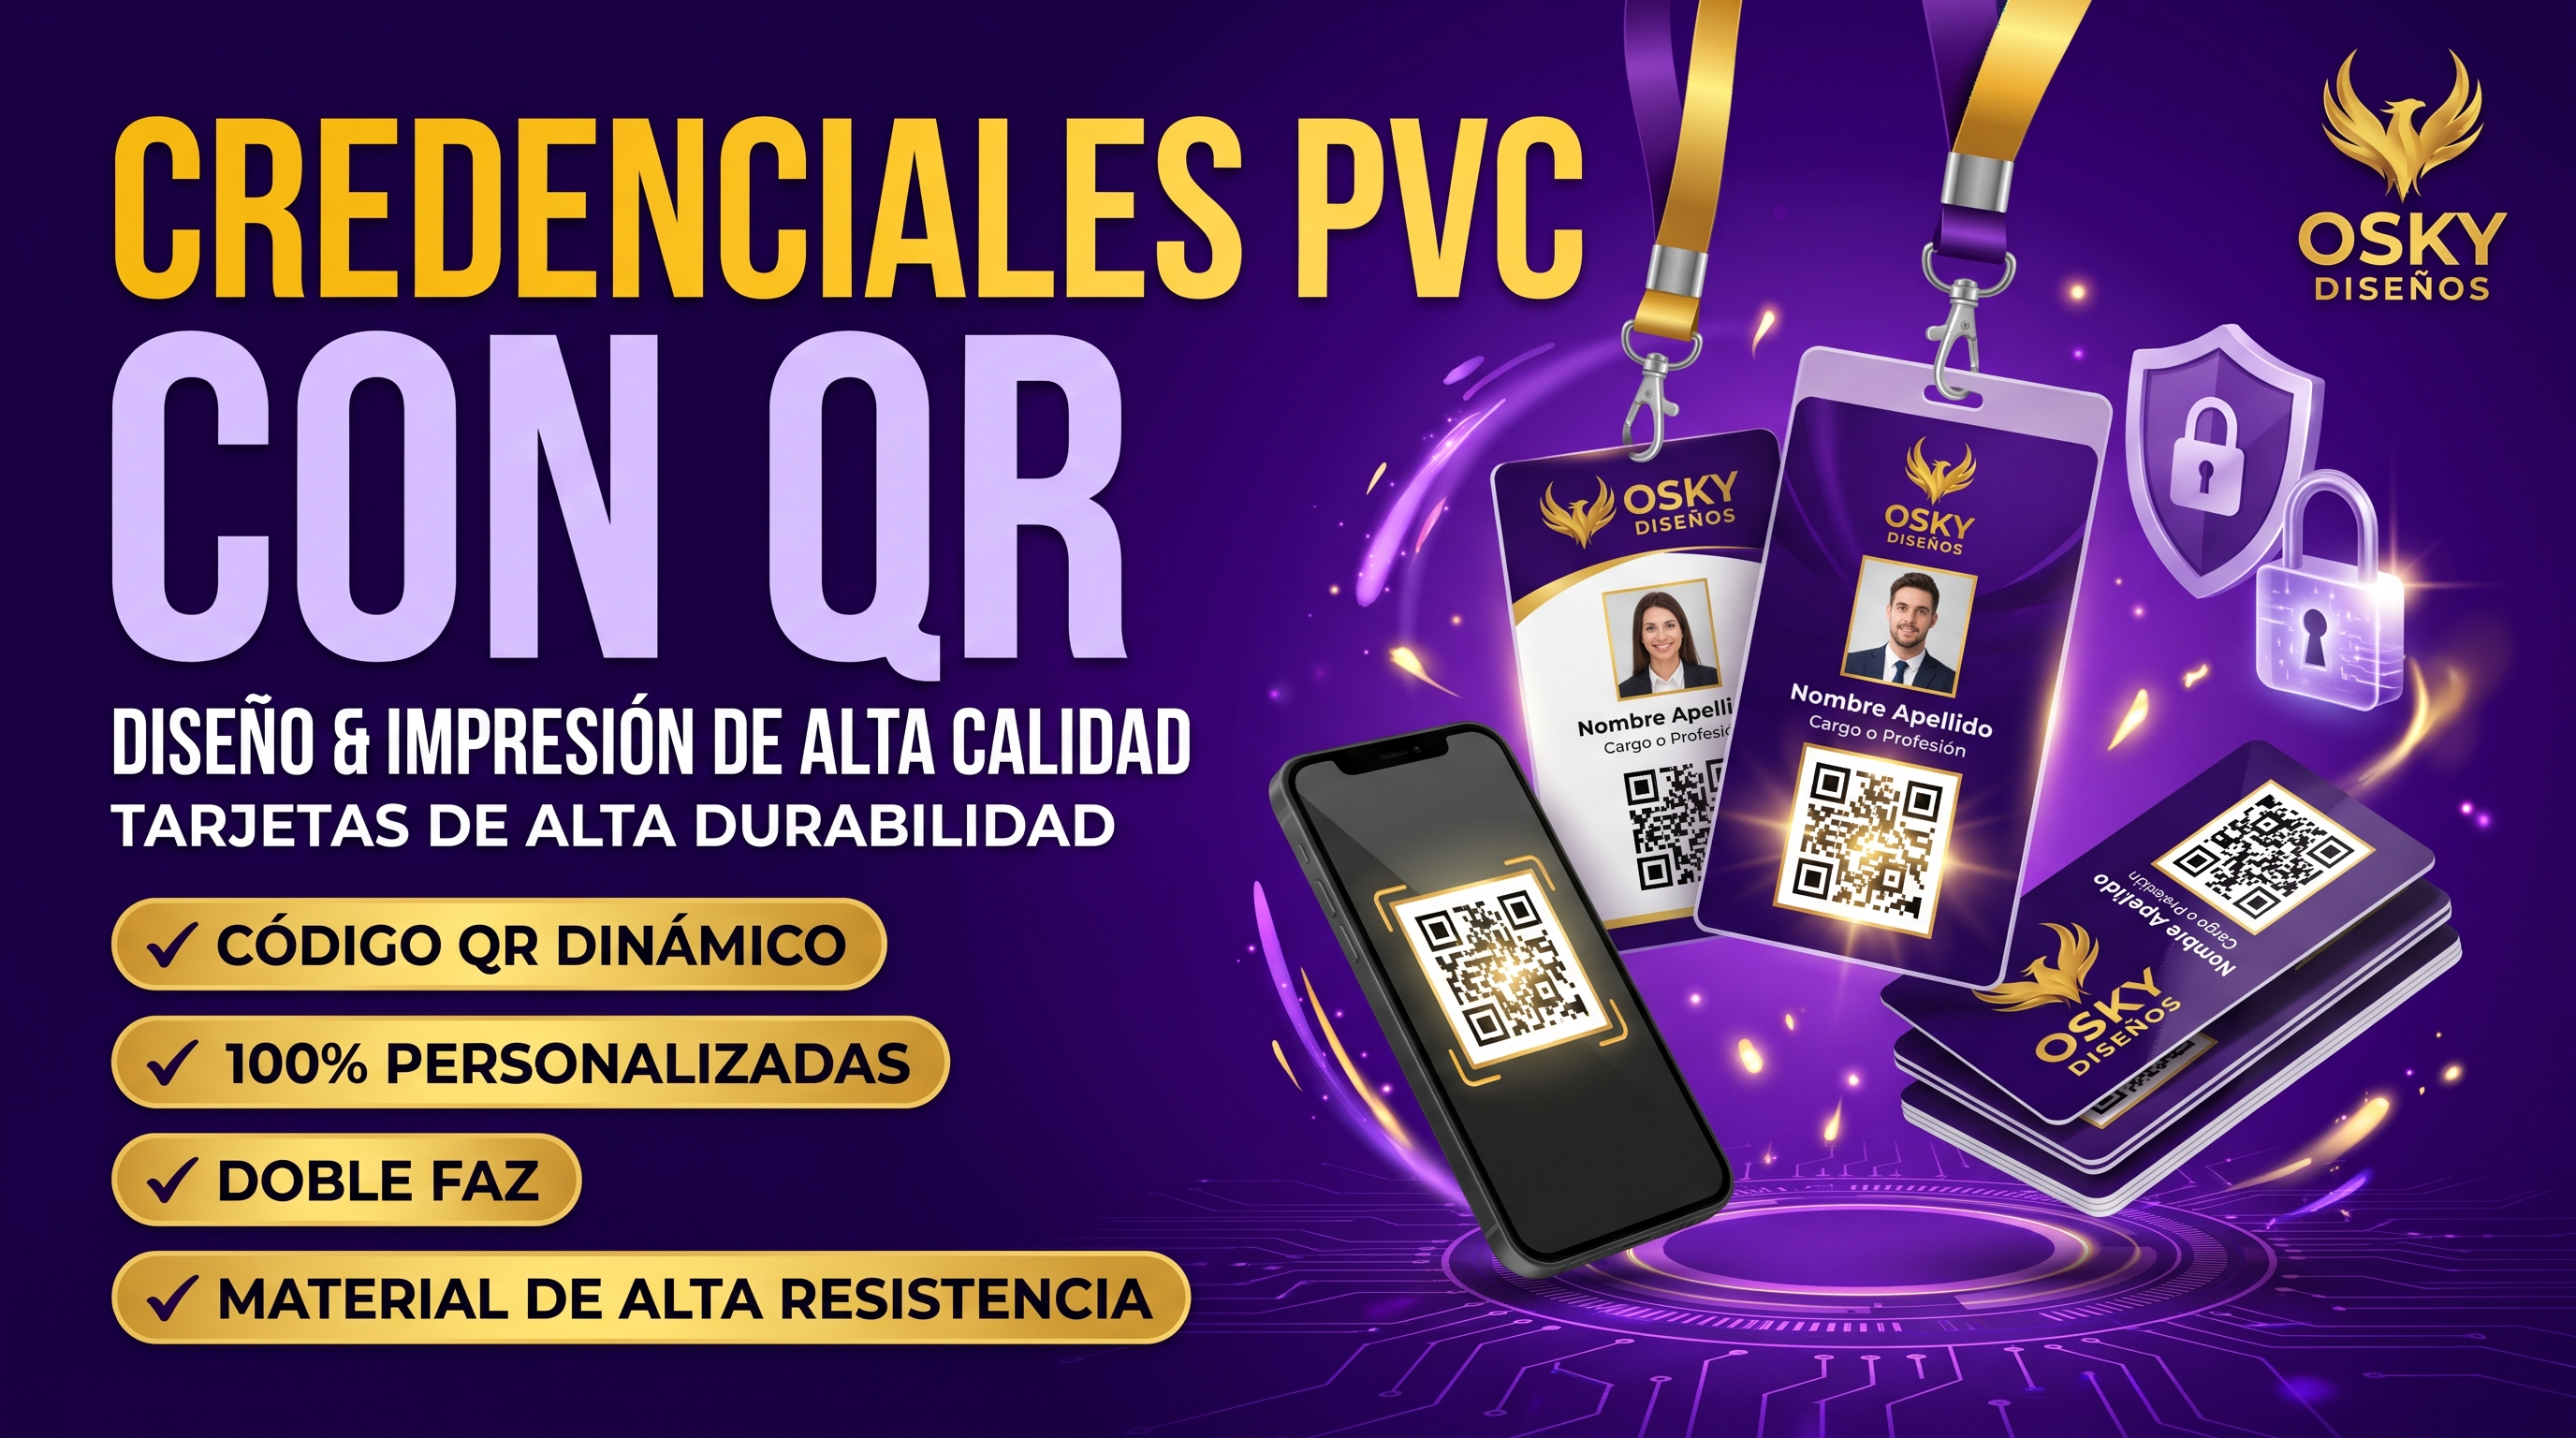 CREDENCIALES PVC
CON QR
DISEÑO & IMPRESIÓN DE ALTA CALIDAD
TARJETAS DE ALTA DURABILIDAD
✓ CÓDIGO QR DINÁMICO
✓ 100% PERSONALIZADAS
✓ DOBLE FAZ
✓ MATERIAL DE ALTA RESISTENCIA
OSKY
DISEÑOS
OSKY
DISEÑOS
Nombre Apelli
Cargo o Profesió
OSKY
DISEÑOS
Nombre Apellido
Cargo o Profesión
OSKY
DISEÑOS